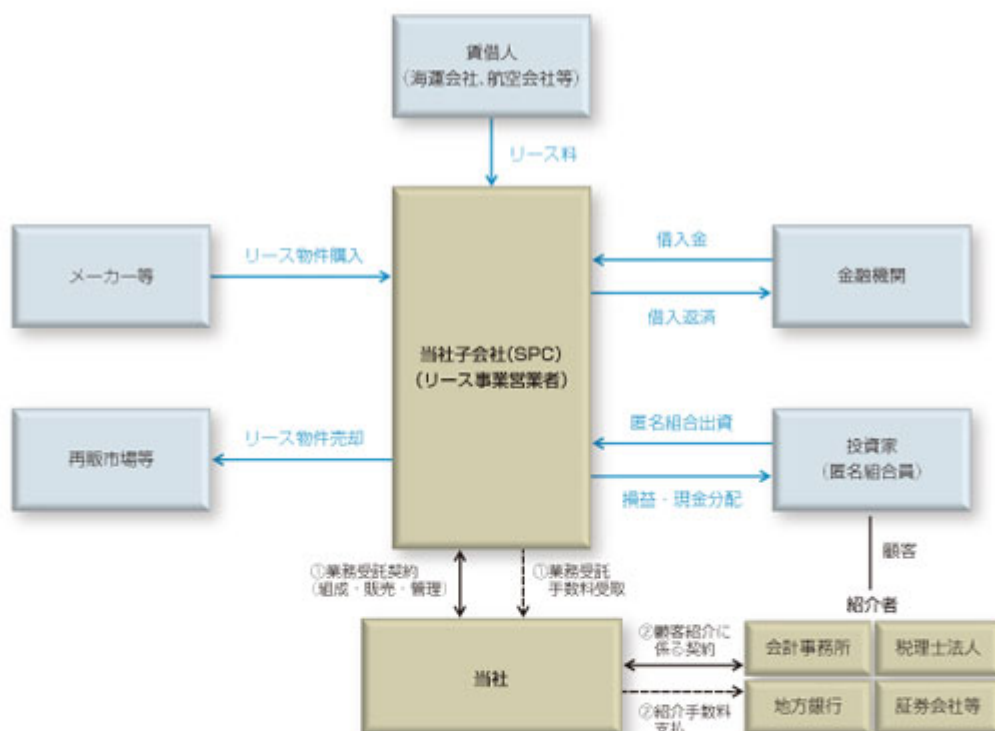 賃借人
(海運会社、航空会社等)
リース料
メーカー等
リース物件購入
借入金
金融機関
借入返済
当社子会社(SPC)
(リース事業営業者)
再販市場等
リース物件売却
匿名組合出資
投資家
(匿名組合員)
損益・現金分配
顧客
①業務受託契約
(組成・販売・管理)
①業務受託
手数料受取
紹介者
当社
②顧客紹介に
係る契約
会計事務所
税理士法人
②紹介手数料
支払
地方銀行
証券会社等